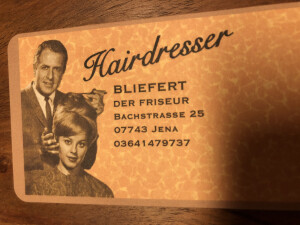 Hairdresser
BLIEFERT
DER FRISEUR
BACHSTRASSE 25
07743 JENA
03641479737